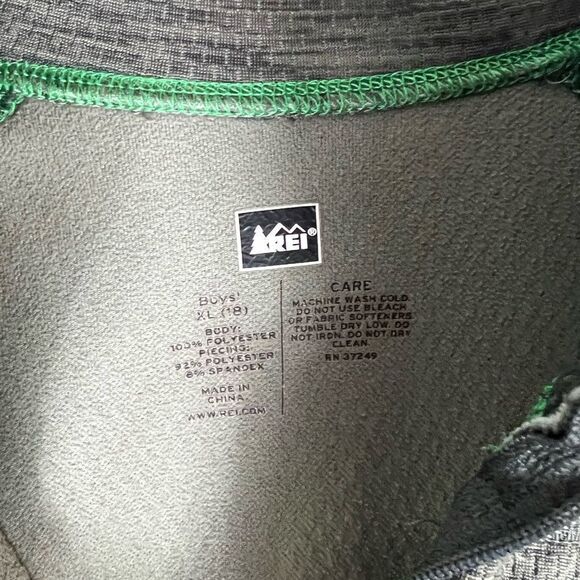 REI®
Boys'
XL (18)
BODY:
100% POLYESTER
PIECING:
92% POLYESTER
8% SPANDEX
MADE IN
CHINA
WWW.REI.COM
CARE
MACHINE WASH COLD.
DO NOT USE BLEACH
OR FABRIC SOFTENERS
TUMBLE DRY LOW. DO
NOT IRON. DO NOT DRY
CLEAN.
RN 37249